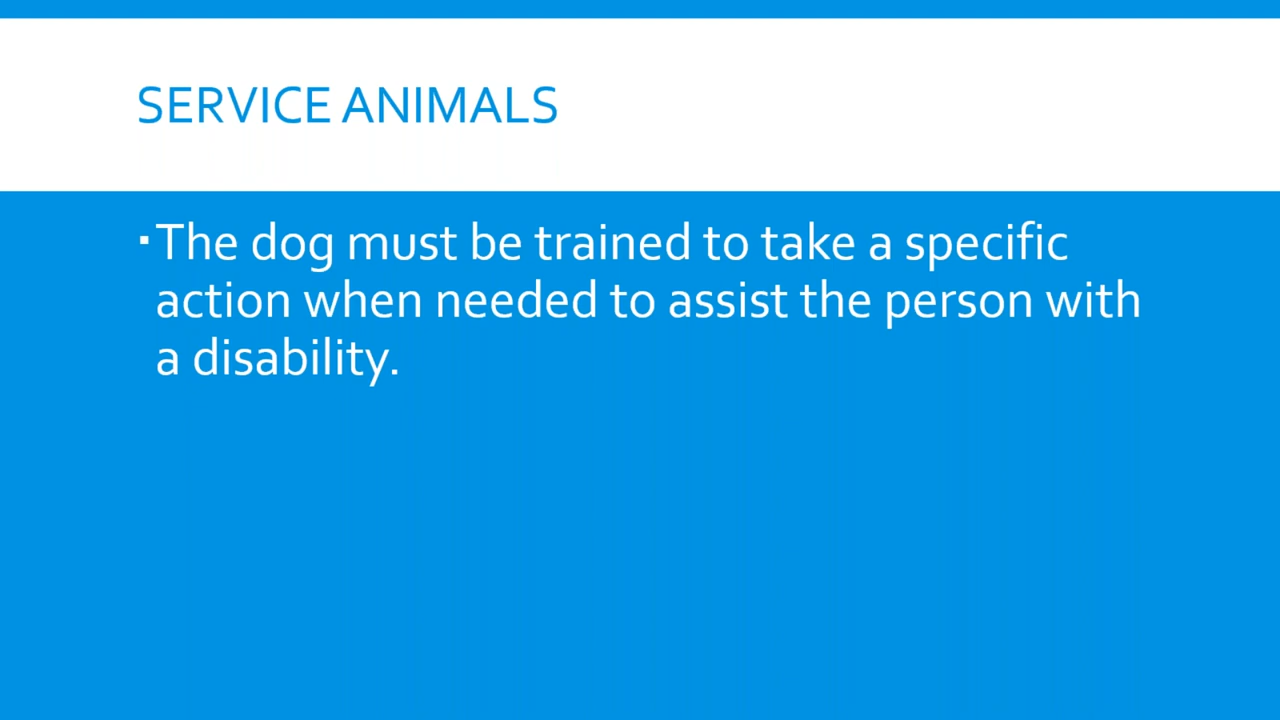 SERVICE ANIMALS
▪The dog must be trained to take a specific
action when needed to assist the person with
a disability.